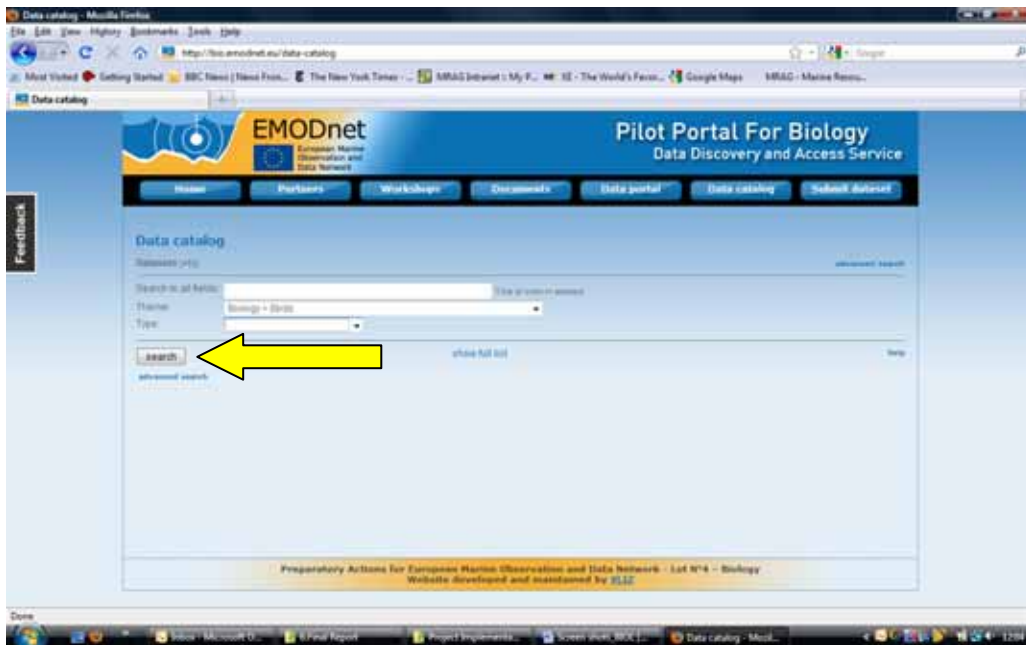 Data catalog - Mozilla Firefox
File Edit View History Bookmarks Tools Help
http://bio.emodnet.eu/data-catalog
Most Visited Getting Started BBC News | News Fron... The New York Times - ... MRAG Intranet : My P... XE - The World's Favor... Google Maps MRAG - Marine Resou...
Data catalog
EMODnet
European Marine
Observation and
Data Network
Pilot Portal For Biology
Data Discovery and Access Service
Home Partners Workshops Documents Data portal Data catalog Submit dataset
Feedback
Data catalog
Datasets
advanced search
Search in all fields:
Theme: Biology > Birds
Type:
search show full list help
advanced search
Preparatory Actions for European Marine Observation and Data Network - Lot N°4 - Biology
Website developed and maintained by VLIZ
Done
Inbox - Microsoft O... 6.Final Report Project Implementa... Screen shots_BIOL [... Data catalog - Mozil... 12:04